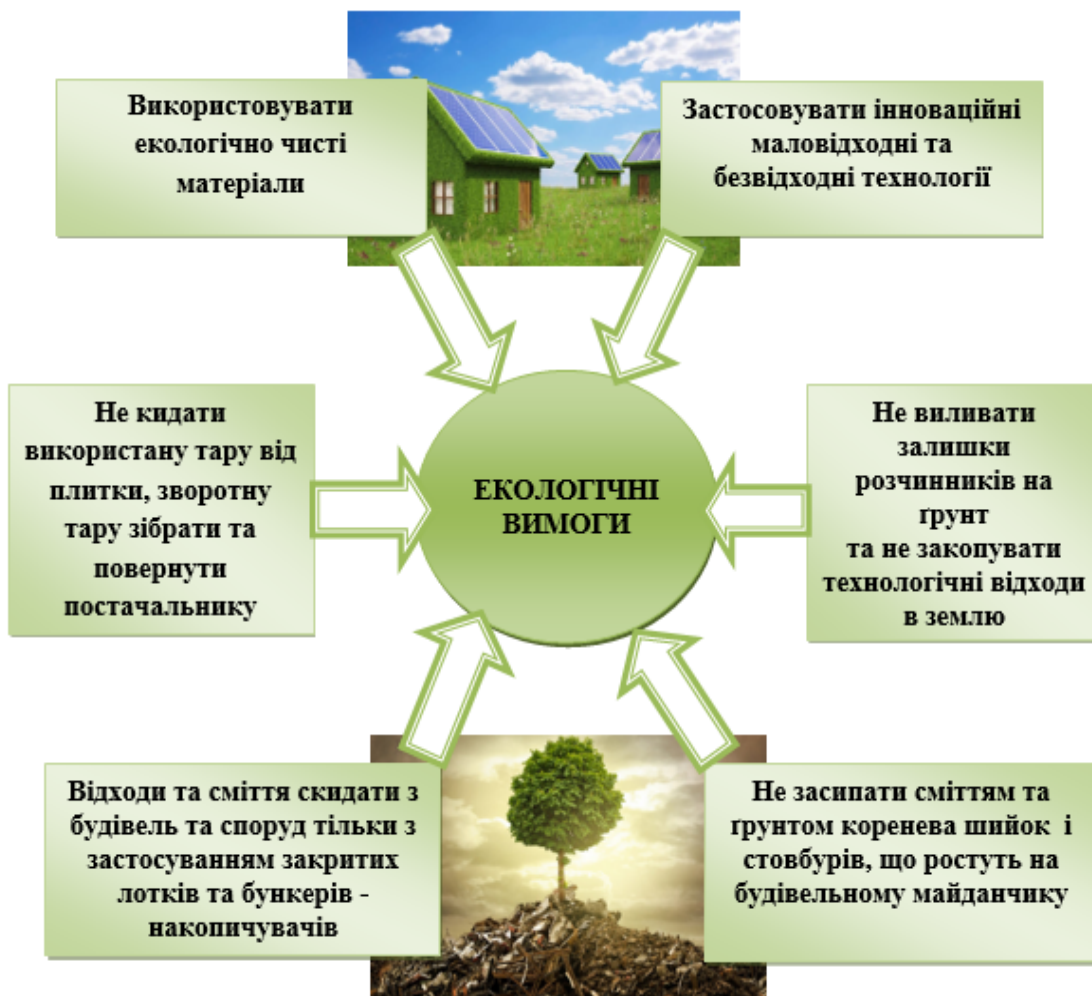 Використовувати
екологічно чисті
матеріали
Застосовувати інноваційні
маловідходні та
безвідходні технології
Не кидати
використану тару від
плитки, зворотну
тару зібрати та
повернути
постачальнику
ЕКОЛОГІЧНІ
ВИМОГИ
Не виливати
залишки
розчинників на
ґрунт
та не закопувати
технологічні відходи
в землю
Відходи та сміття скидати з
будівель та споруд тільки з
застосуванням закритих
лотків та бункерів -
накопичувачів
Не засипати сміттям та
ґрунтом коренева шийок і
стовбурів, що ростуть на
будівельному майданчику